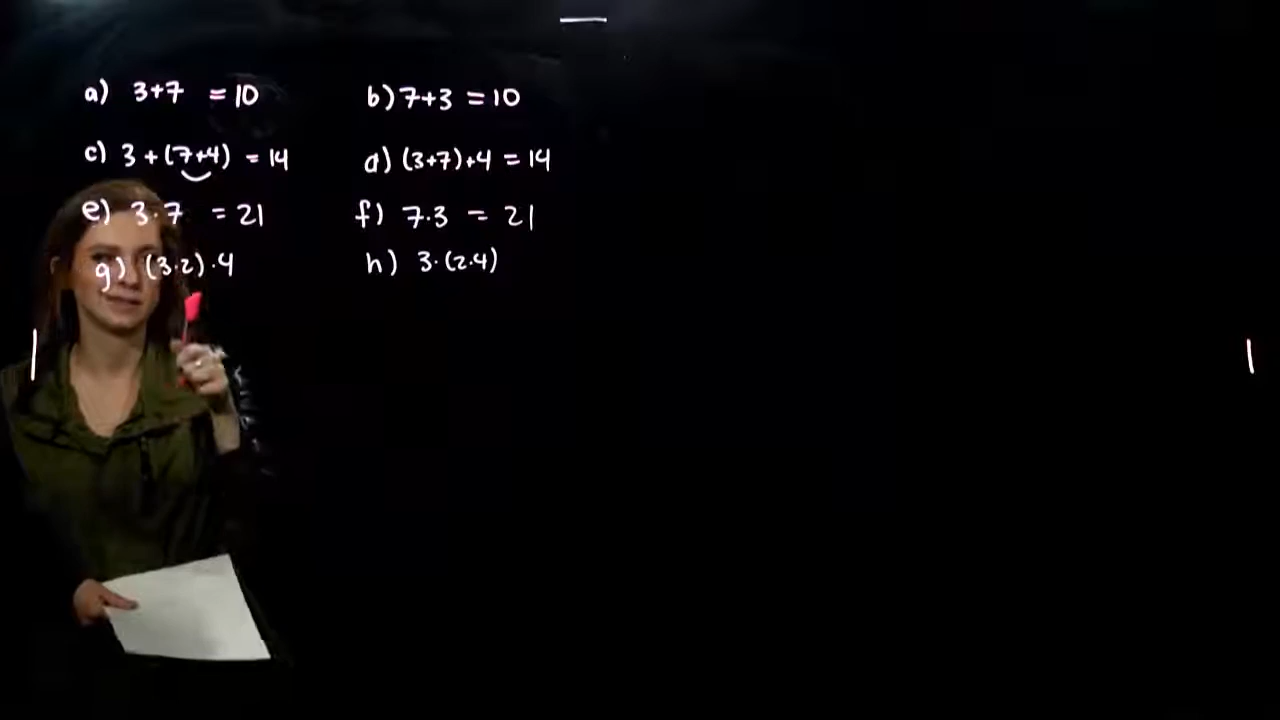 a) 3+7 = 10 b) 7+3 = 10
c) 3 + (7+4) = 14 d) (3+7)+4 = 14
e) 3·7 = 21 f) 7·3 = 21
g) (3·2)·4 h) 3·(2·4)